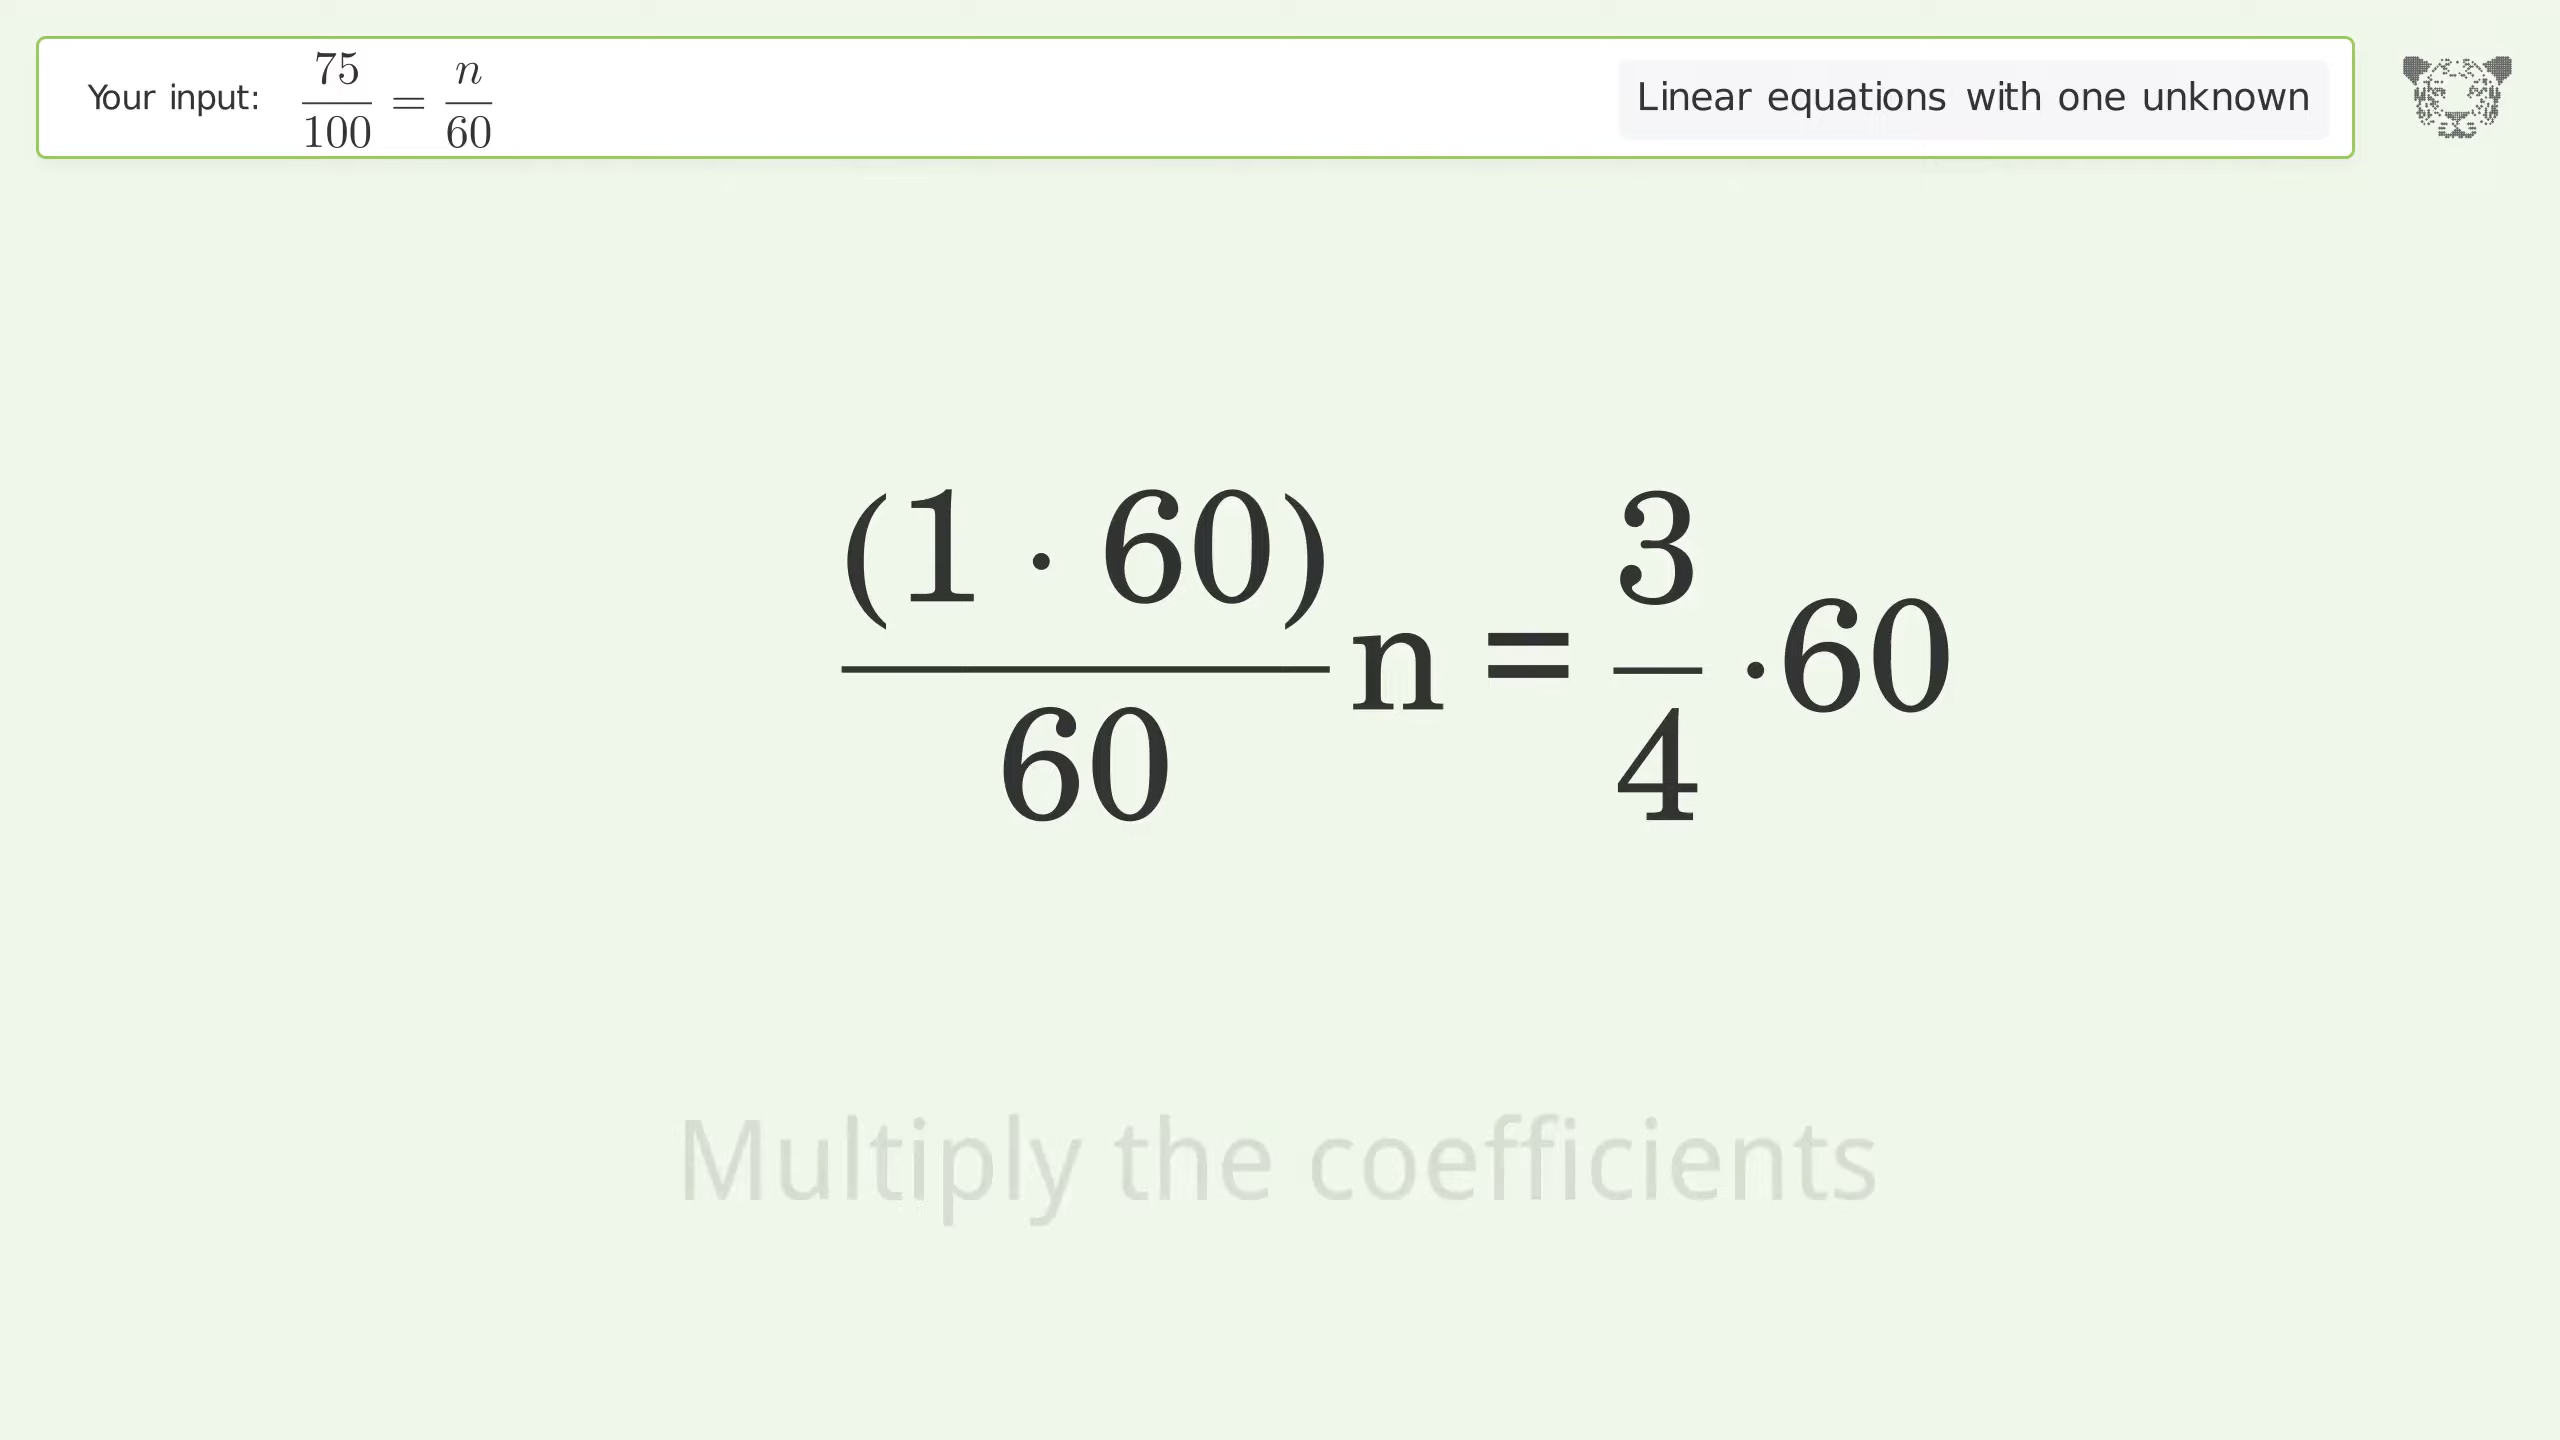 Your input: 75/100 = n/60
Linear equations with one unknown
(1 · 60)/60 n = 3/4 ·60
Multiply the coefficients